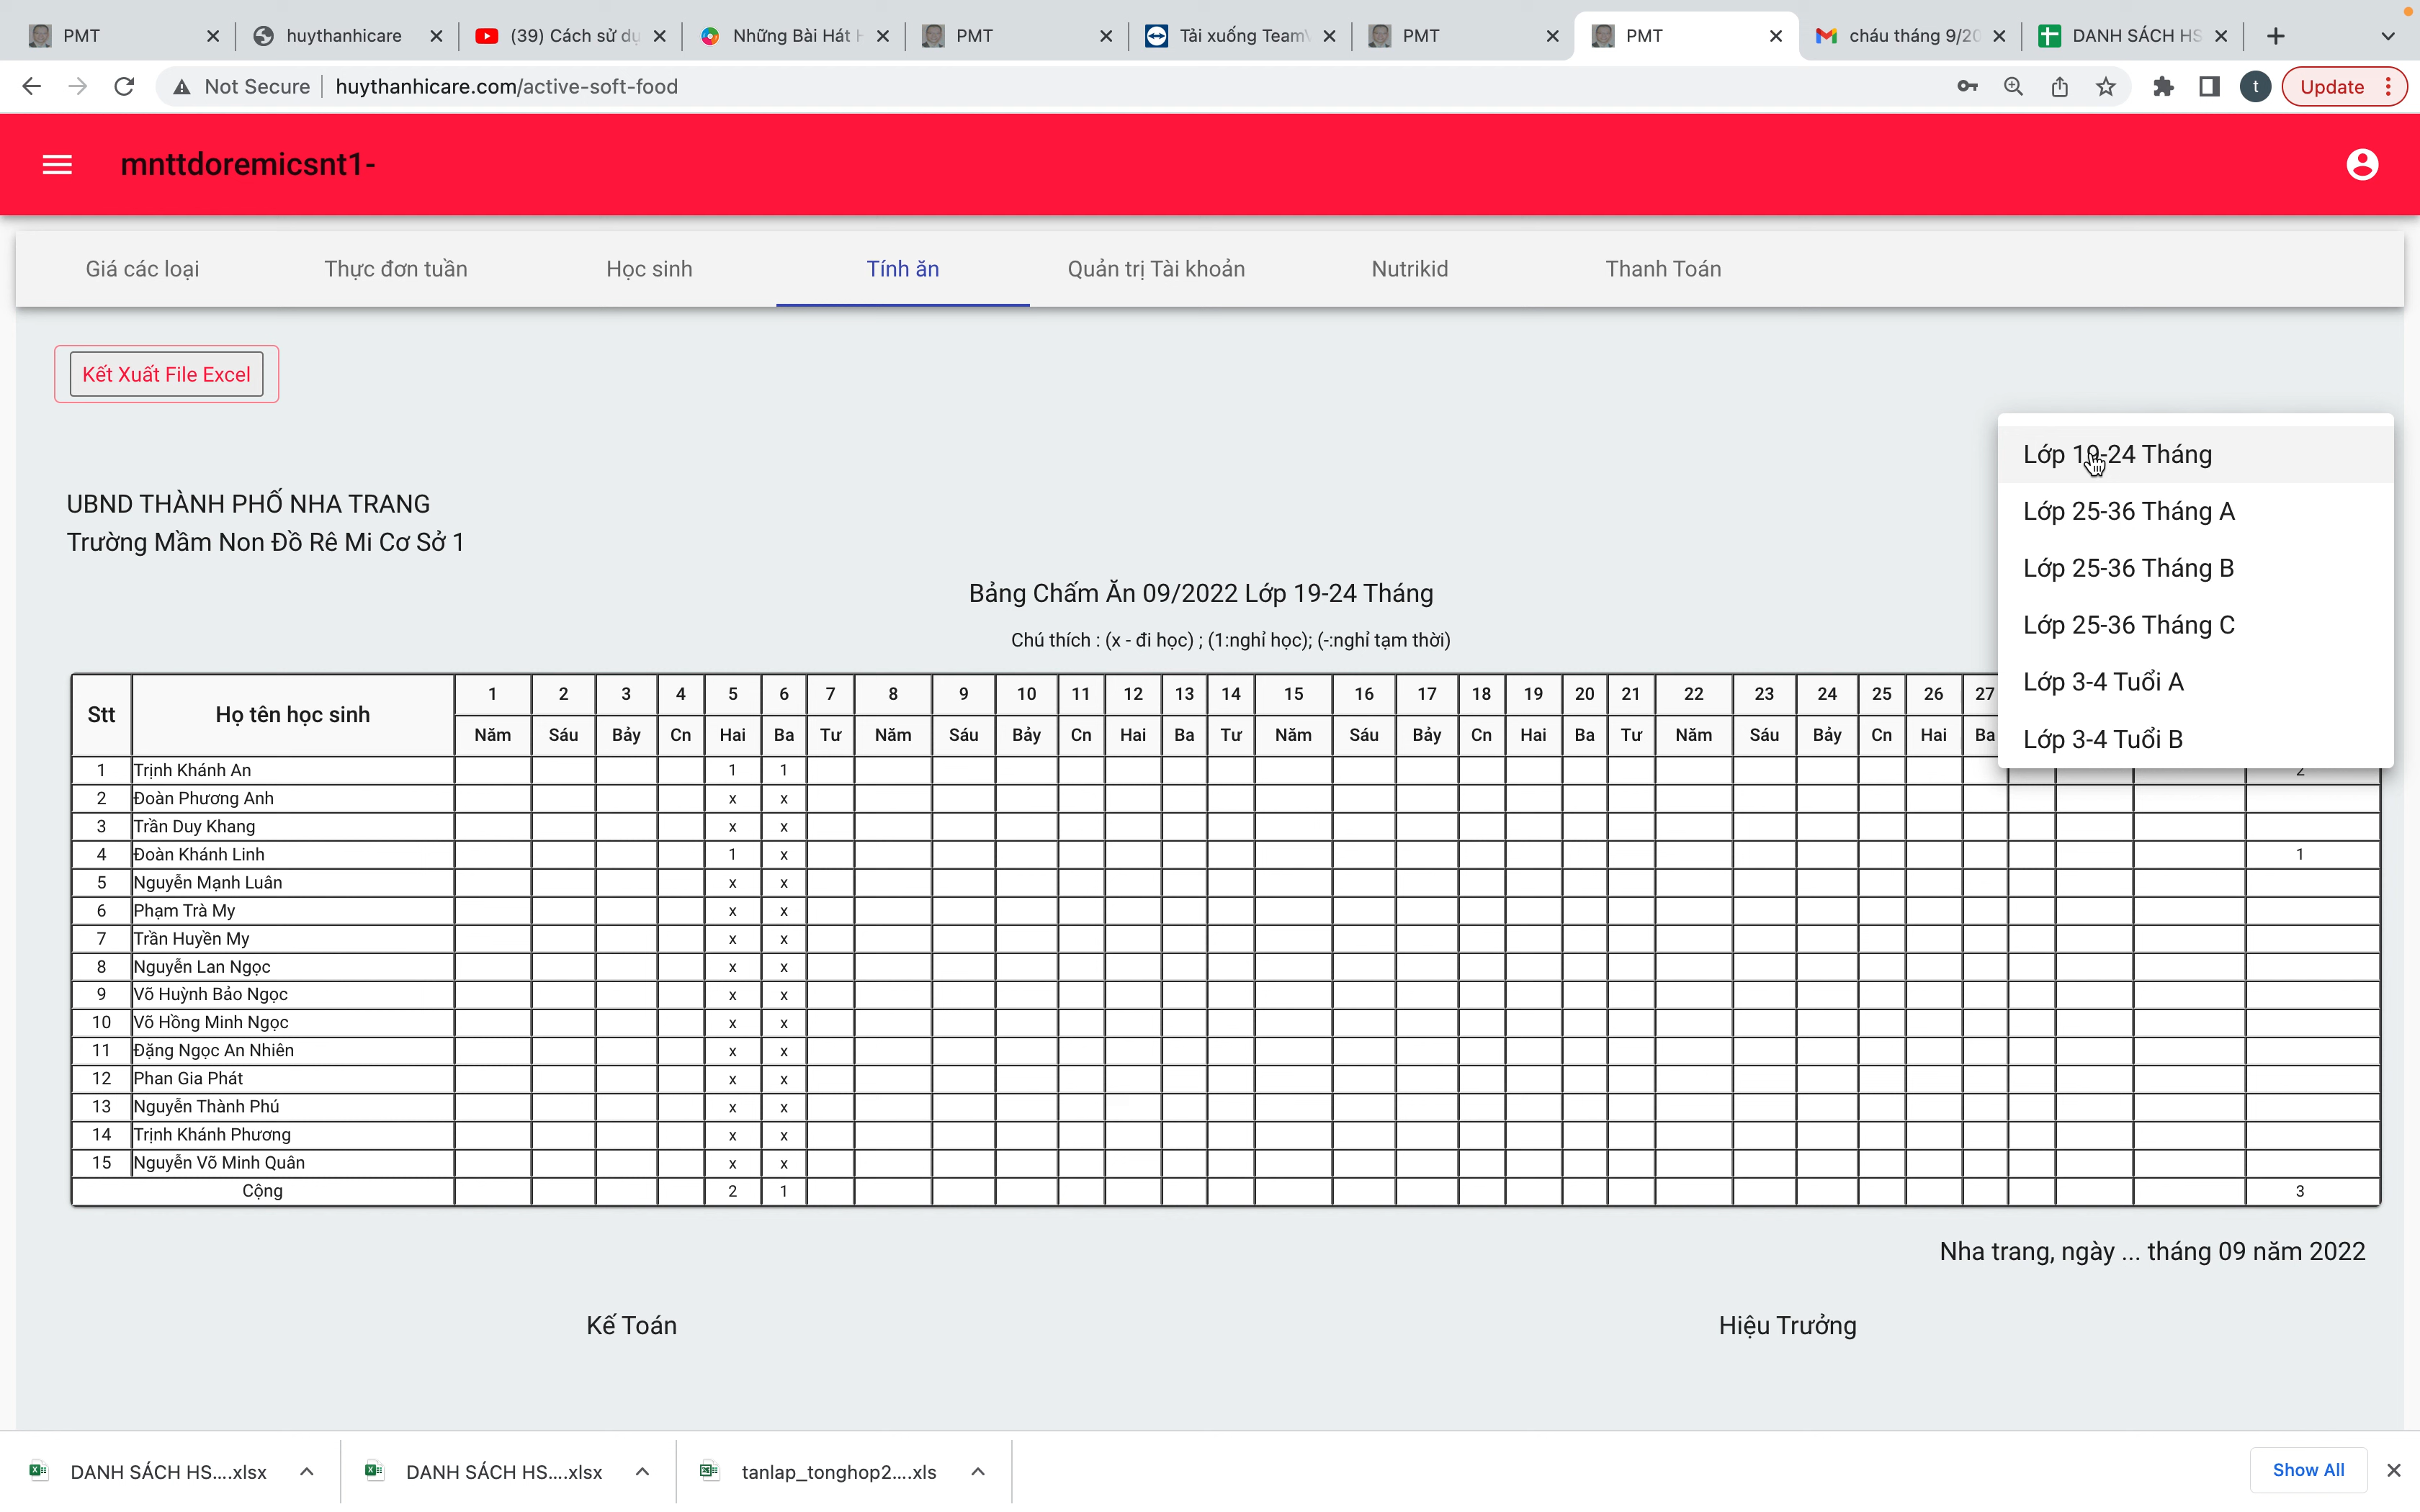 PMT
huythanhicare
(39) Cách sử dụ
Những Bài Hát H
PMT
Tải xuống Team
PMT
PMT
cháu tháng 9/20
DANH SÁCH HS
Not Secure
huythanhicare.com/active-soft-food
t
Update
mnttdoremicsnt1-
Giá các loại
Thực đơn tuần
Học sinh
Tính ăn
Quản trị Tài khoản
Nutrikid
Thanh Toán
Kết Xuất File Excel
Lớp 19-24 Tháng
Lớp 25-36 Tháng A
Lớp 25-36 Tháng B
Lớp 25-36 Tháng C
Lớp 3-4 Tuổi A
Lớp 3-4 Tuổi B
UBND THÀNH PHỐ NHA TRANG
Trường Mầm Non Đồ Rê Mi Cơ Sở 1
Bảng Chấm Ăn 09/2022 Lớp 19-24 Tháng
Chú thích : (x - đi học) ; (1:nghỉ học); (-:nghỉ tạm thời)
Stt Họ tên học sinh 1 2 3 4 5 6 7 8 9 10 11 12 13 14 15 16 17 18 19 20 21 22 23 24 25 26 27
Năm Sáu Bảy Cn Hai Ba Tư Năm Sáu Bảy Cn Hai Ba Tư Năm Sáu Bảy Cn Hai Ba Tư Năm Sáu Bảy Cn Hai Ba
1 Trịnh Khánh An 1 1 2
2 Đoàn Phương Anh x x
3 Trần Duy Khang x x
4 Đoàn Khánh Linh 1 x 1
5 Nguyễn Mạnh Luân x x
6 Phạm Trà My x x
7 Trần Huyền My x x
8 Nguyễn Lan Ngọc x x
9 Võ Huỳnh Bảo Ngọc x x
10 Võ Hồng Minh Ngọc x x
11 Đặng Ngọc An Nhiên x x
12 Phan Gia Phát x x
13 Nguyễn Thành Phú x x
14 Trịnh Khánh Phương x x
15 Nguyễn Võ Minh Quân x x
Cộng 2 1 3
Nha trang, ngày ... tháng 09 năm 2022
Kế Toán
Hiệu Trưởng
DANH SÁCH HS....xlsx
DANH SÁCH HS....xlsx
tanlap_tonghop2....xls
Show All